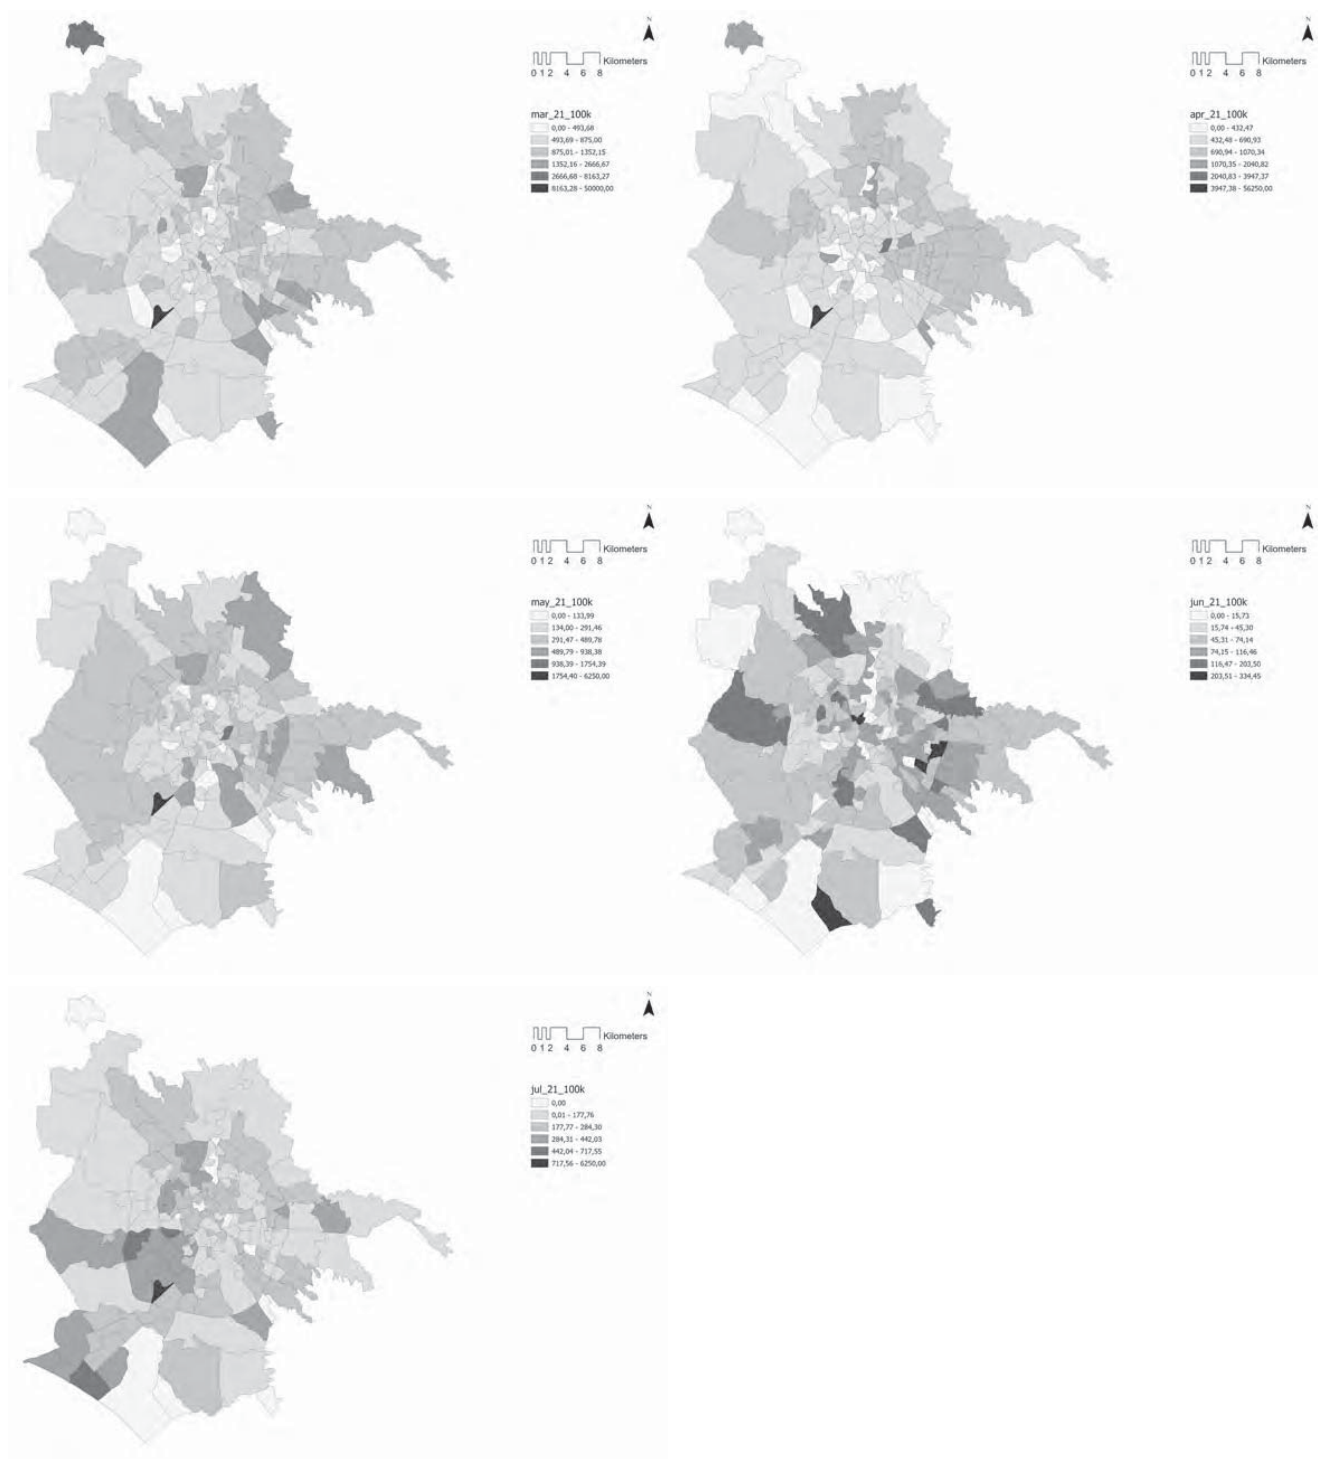 N
Kilometers
0 1 2 4 6 8
mar_21_100k
0,00 - 493,68
493,69 - 875,00
875,01 - 1352,15
1352,16 - 2666,67
2666,68 - 8163,27
8163,28 - 50000,00
N
Kilometers
0 1 2 4 6 8
apr_21_100k
0,00 - 432,47
432,48 - 690,93
690,94 - 1070,34
1070,35 - 2040,82
2040,83 - 3947,37
3947,38 - 56250,00
N
Kilometers
0 1 2 4 6 8
may_21_100k
0,00 - 133,99
134,00 - 291,46
291,47 - 489,78
489,79 - 938,38
938,39 - 1754,39
1754,40 - 6250,00
N
Kilometers
0 1 2 4 6 8
jun_21_100k
0,00 - 15,73
15,74 - 45,30
45,31 - 74,14
74,15 - 116,46
116,47 - 203,50
203,51 - 334,45
N
Kilometers
0 1 2 4 6 8
jul_21_100k
0,00
0,01 - 177,76
177,77 - 284,30
284,31 - 442,03
442,04 - 717,55
717,56 - 6250,00